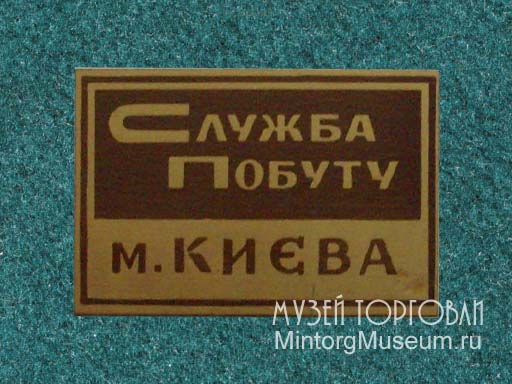 СЛУЖБА
ПОБУТУ
м. КИЄВА
МУЗЕЙ ТОРГОВЛИ
MintorgMuseum.ru